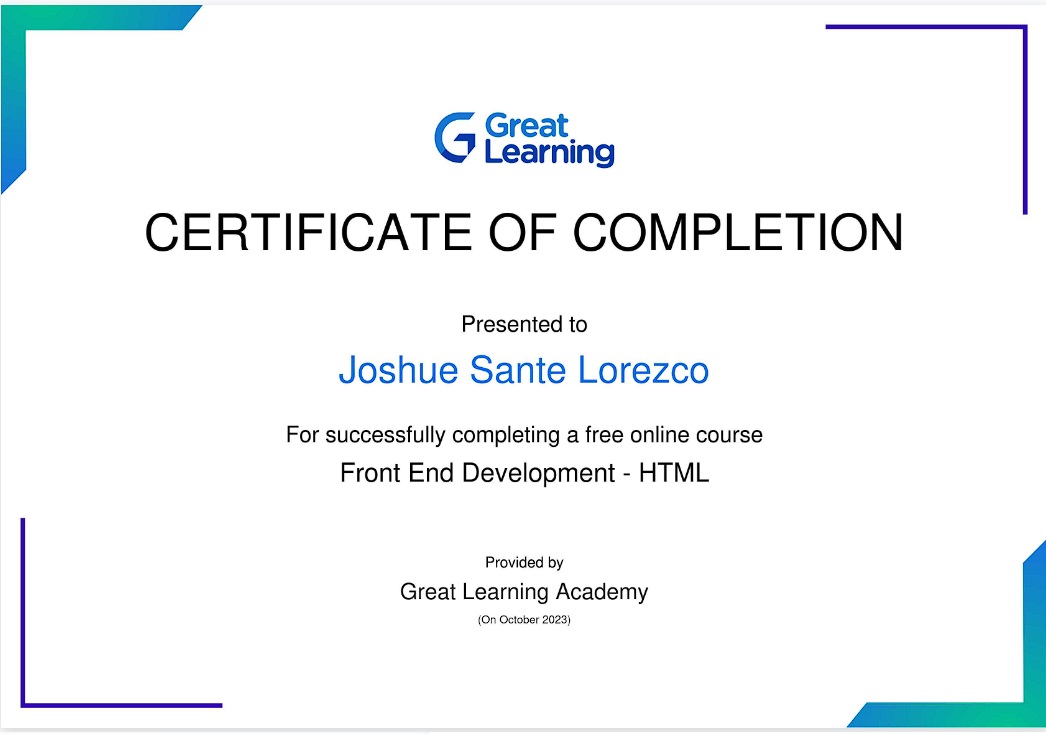 Great
Learning
CERTIFICATE OF COMPLETION
Presented to
Joshue Sante Lorezco
For successfully completing a free online course
Front End Development - HTML
Provided by
Great Learning Academy
(On October 2023)